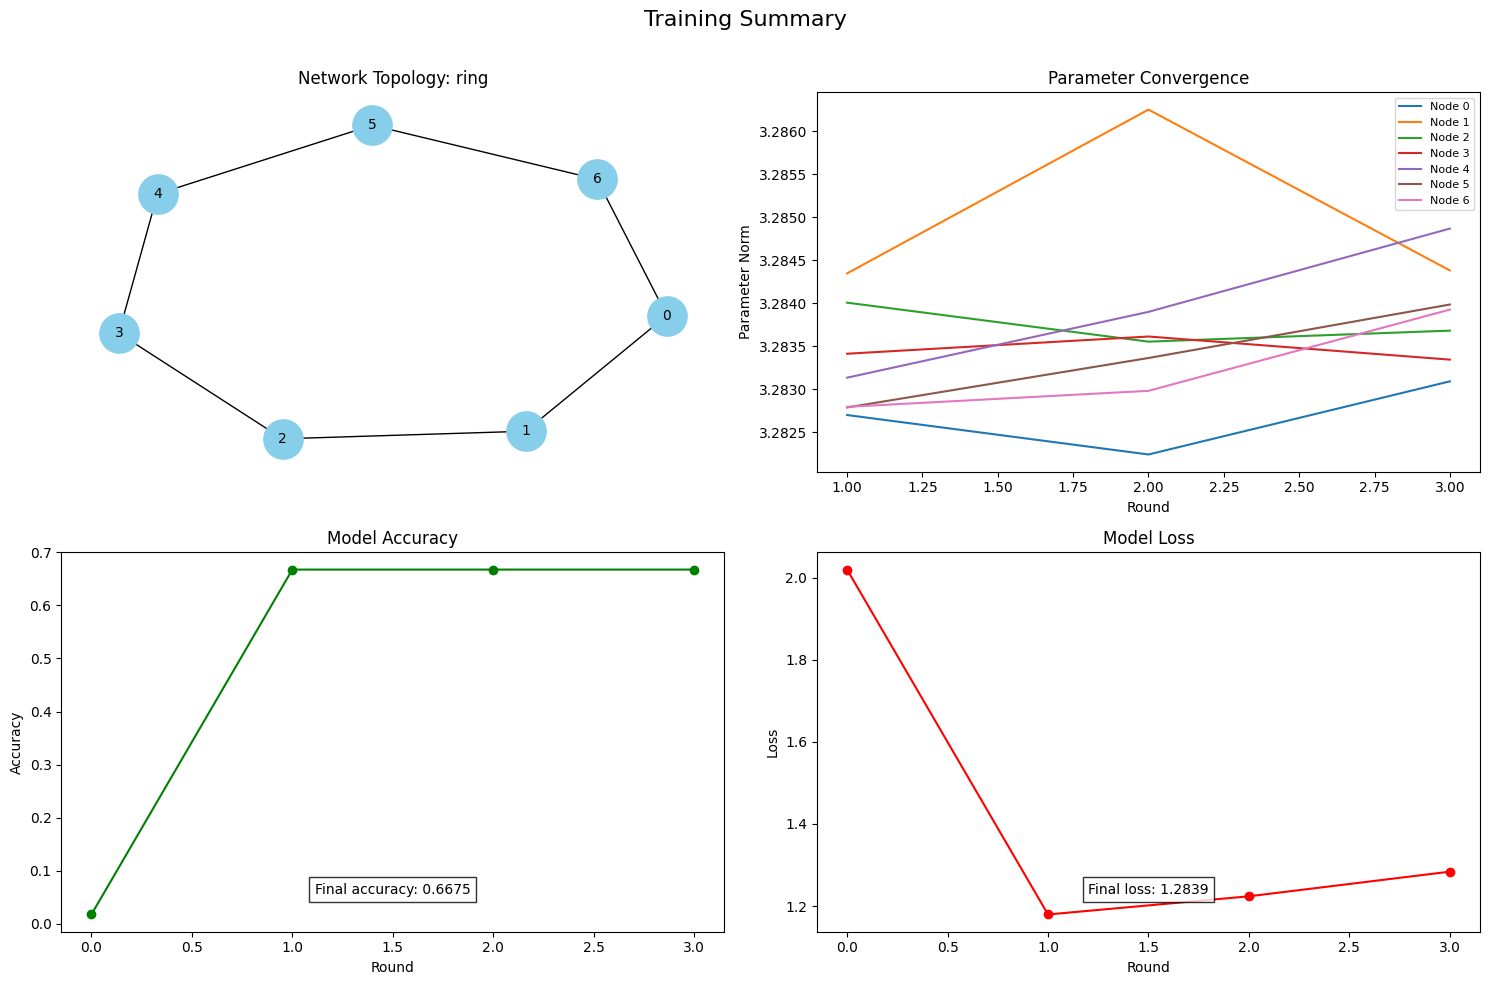 Training Summary
Network Topology: ring
5
6
4
0
3
1
2
Parameter Convergence
Node 0
Node 1
Node 2
Node 3
Node 4
Node 5
Node 6
3.2860
3.2855
3.2850
3.2845
3.2840
3.2835
3.2830
3.2825
Parameter Norm
1.00 1.25 1.50 1.75 2.00 2.25 2.50 2.75 3.00
Round
Model Accuracy
0.7
0.6
0.5
0.4
0.3
0.2
0.1
0.0
Accuracy
Final accuracy: 0.6675
0.0 0.5 1.0 1.5 2.0 2.5 3.0
Round
Model Loss
2.0
1.8
1.6
1.4
1.2
Loss
Final loss: 1.2839
0.0 0.5 1.0 1.5 2.0 2.5 3.0
Round